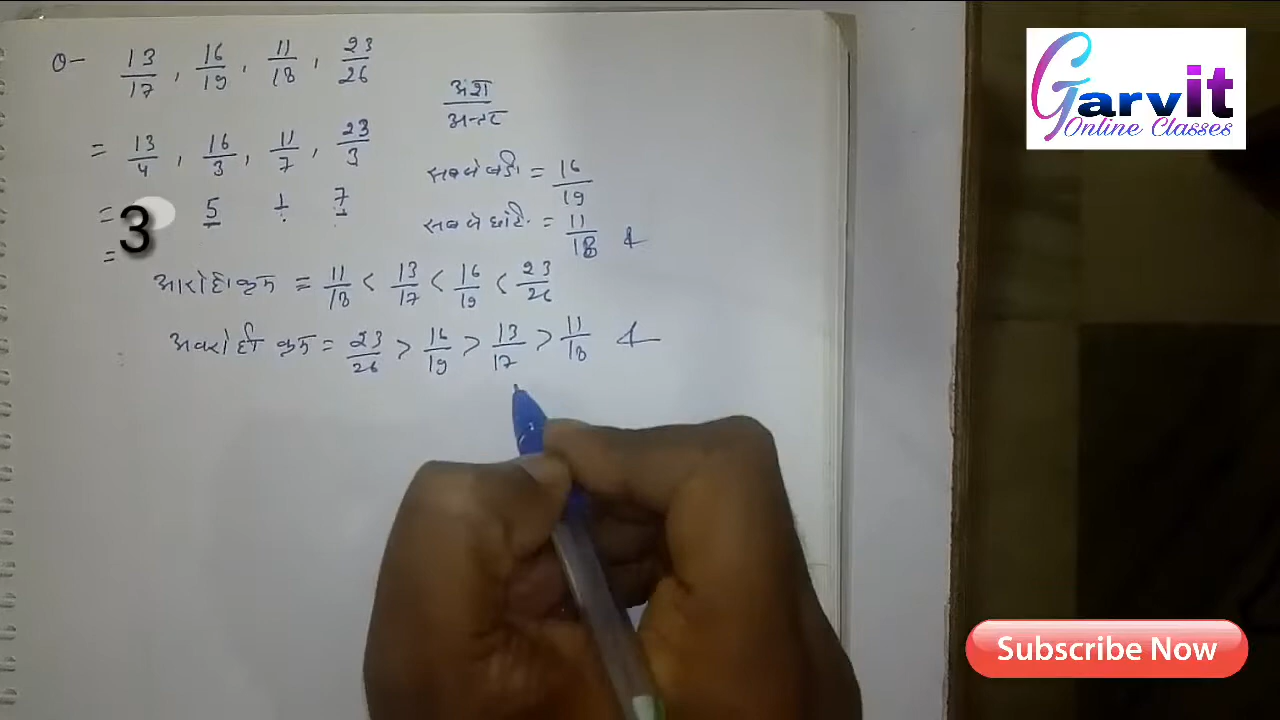 Q- 13/17, 16/19, 11/18, 23/26
अंश/अन्तर
= 13/4, 16/3, 11/7, 23/3
सबसे बड़ी = 16/19
= 3 5 1 7
सबसे छोटी = 11/18
=
आरोही क्रम = 11/18 < 13/17 < 16/19 < 23/26
अवरोही क्रम = 23/26 > 16/19 > 13/17 > 11/18
Garvit
Online Classes
Subscribe Now